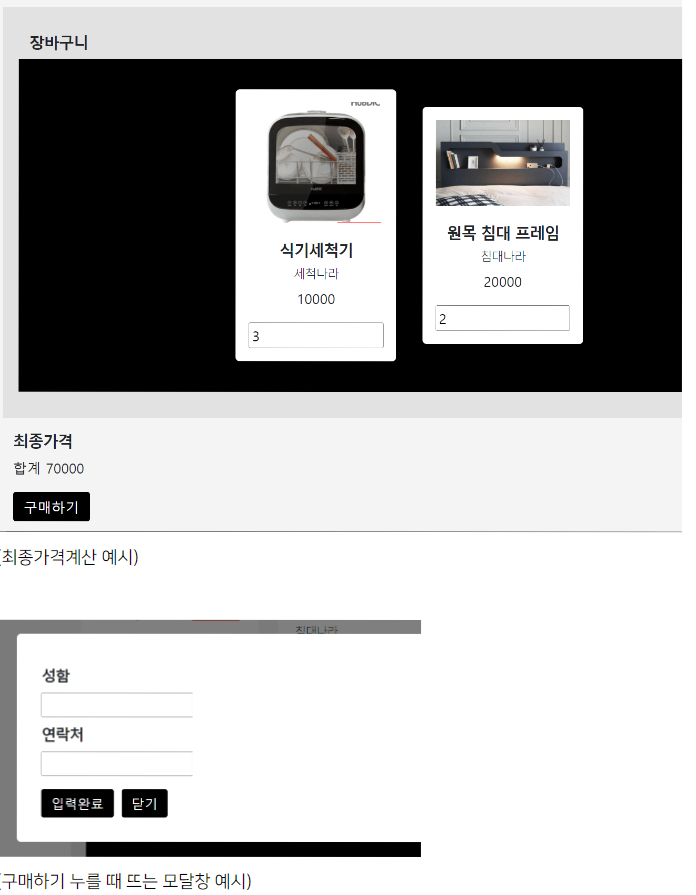 장바구니
HUBDIC
식기세척기
세척나라
10000
3
원목 침대 프레임
침대나라
20000
2
최종가격
합계 70000
구매하기
(최종가격계산 예시)
침대나라
성함
연락처
입력완료 닫기
(구매하기 누를 때 뜨는 모달창 예시)